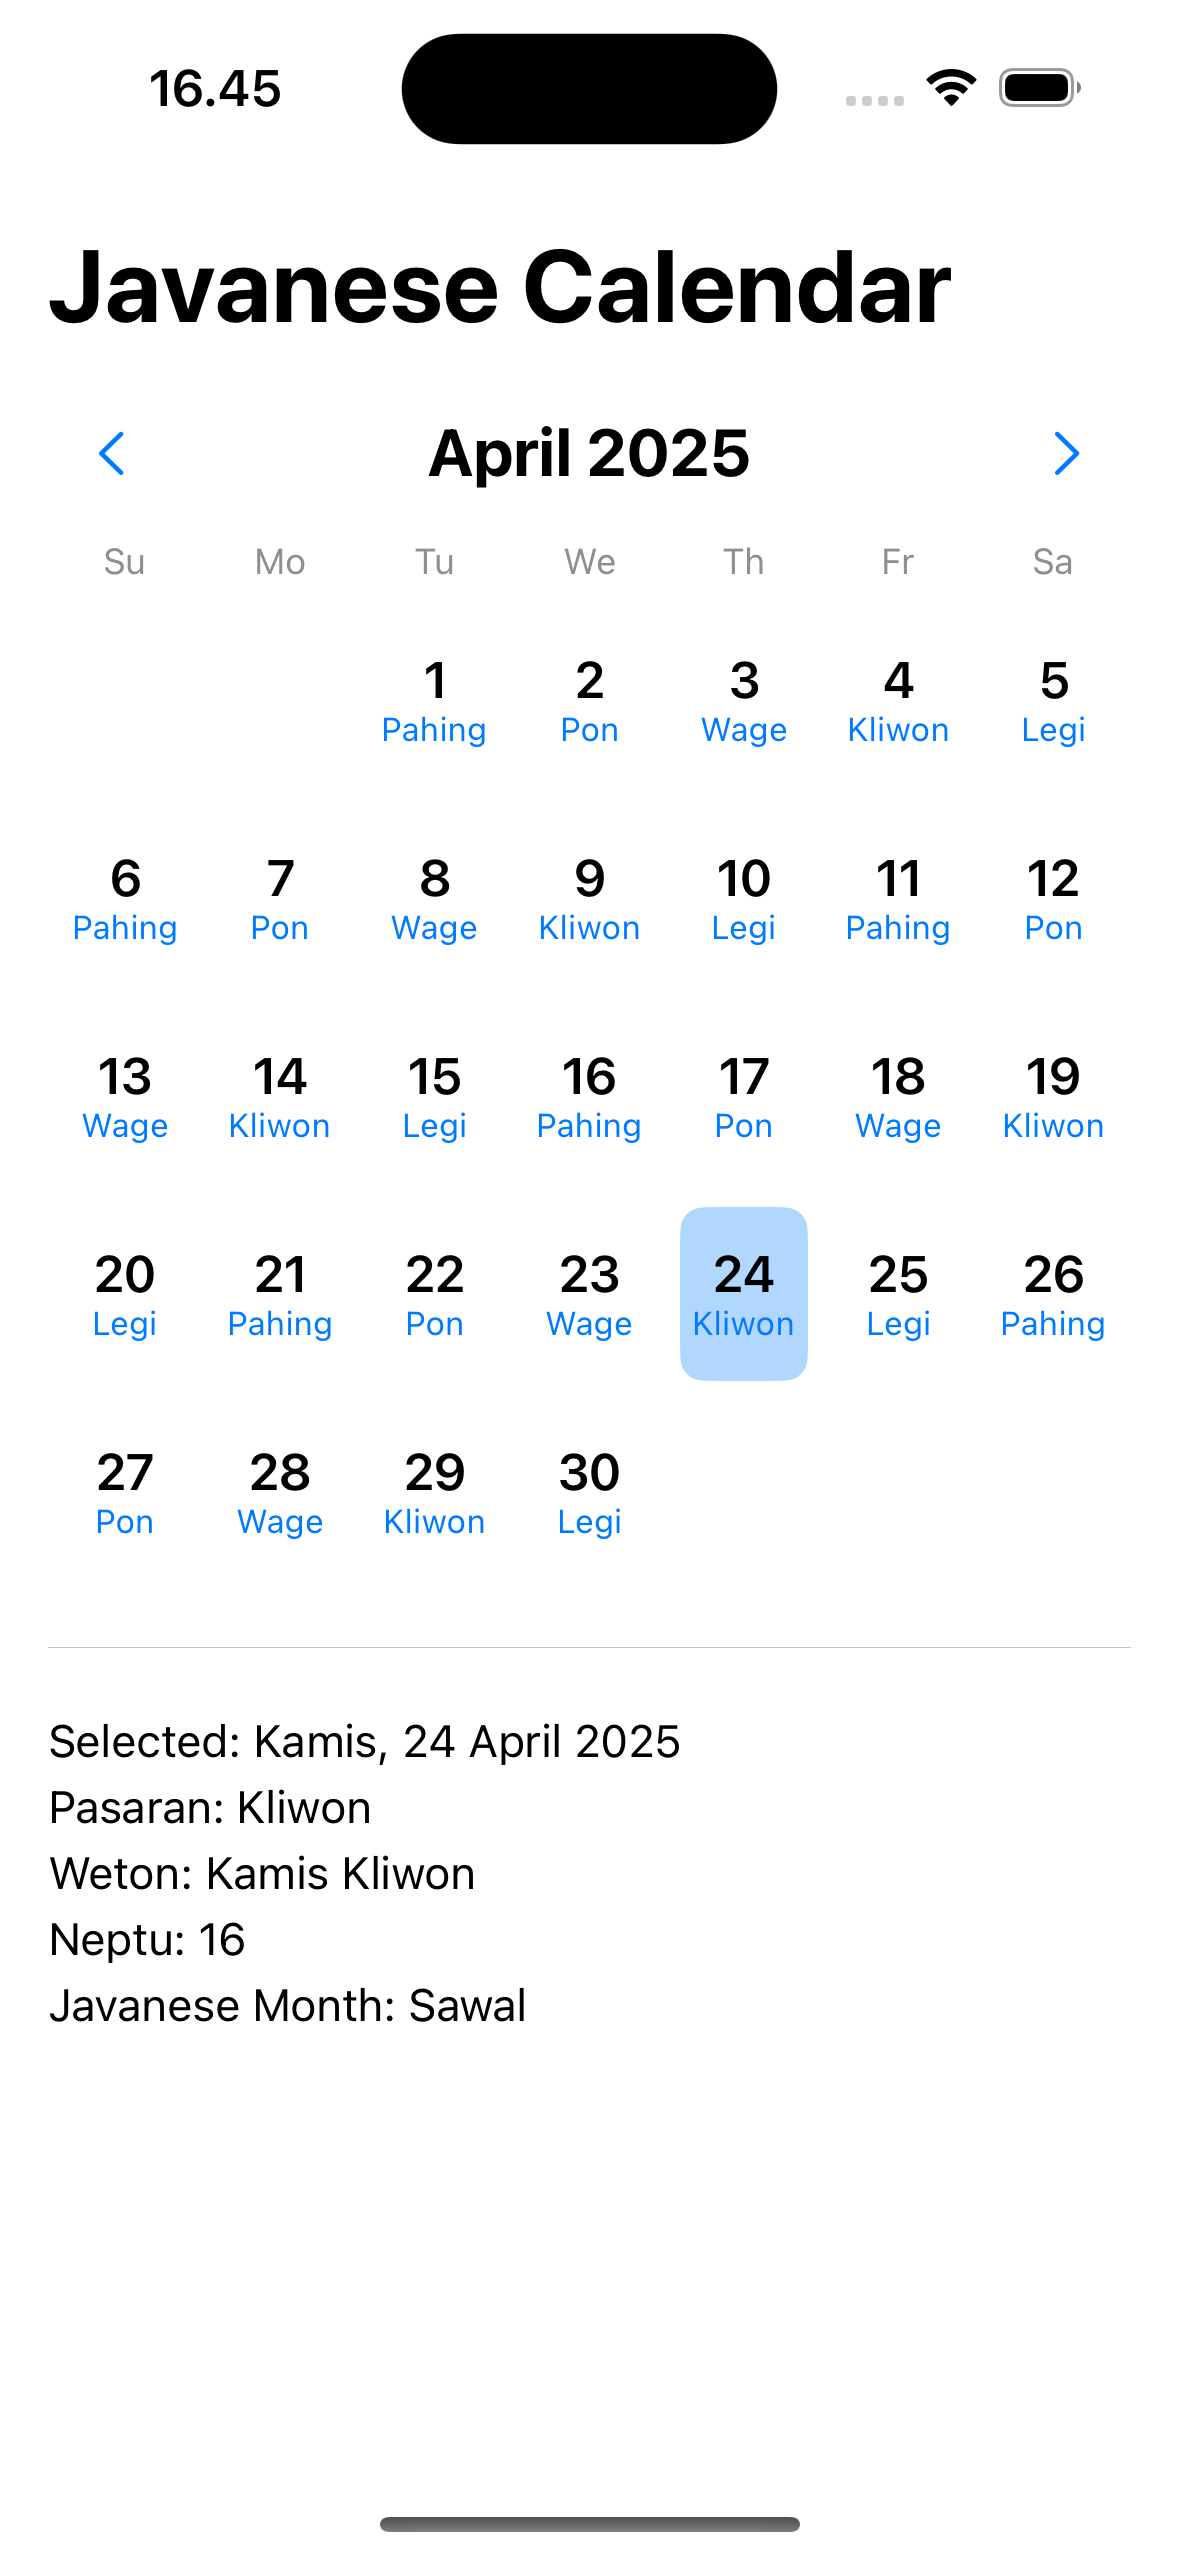 16.45
Javanese Calendar
April 2025
Su Mo Tu We Th Fr Sa
1 2 3 4 5
Pahing Pon Wage Kliwon Legi
6 7 8 9 10 11 12
Pahing Pon Wage Kliwon Legi Pahing Pon
13 14 15 16 17 18 19
Wage Kliwon Legi Pahing Pon Wage Kliwon
20 21 22 23 24 25 26
Legi Pahing Pon Wage Kliwon Legi Pahing
27 28 29 30
Pon Wage Kliwon Legi
Selected: Kamis, 24 April 2025
Pasaran: Kliwon
Weton: Kamis Kliwon
Neptu: 16
Javanese Month: Sawal